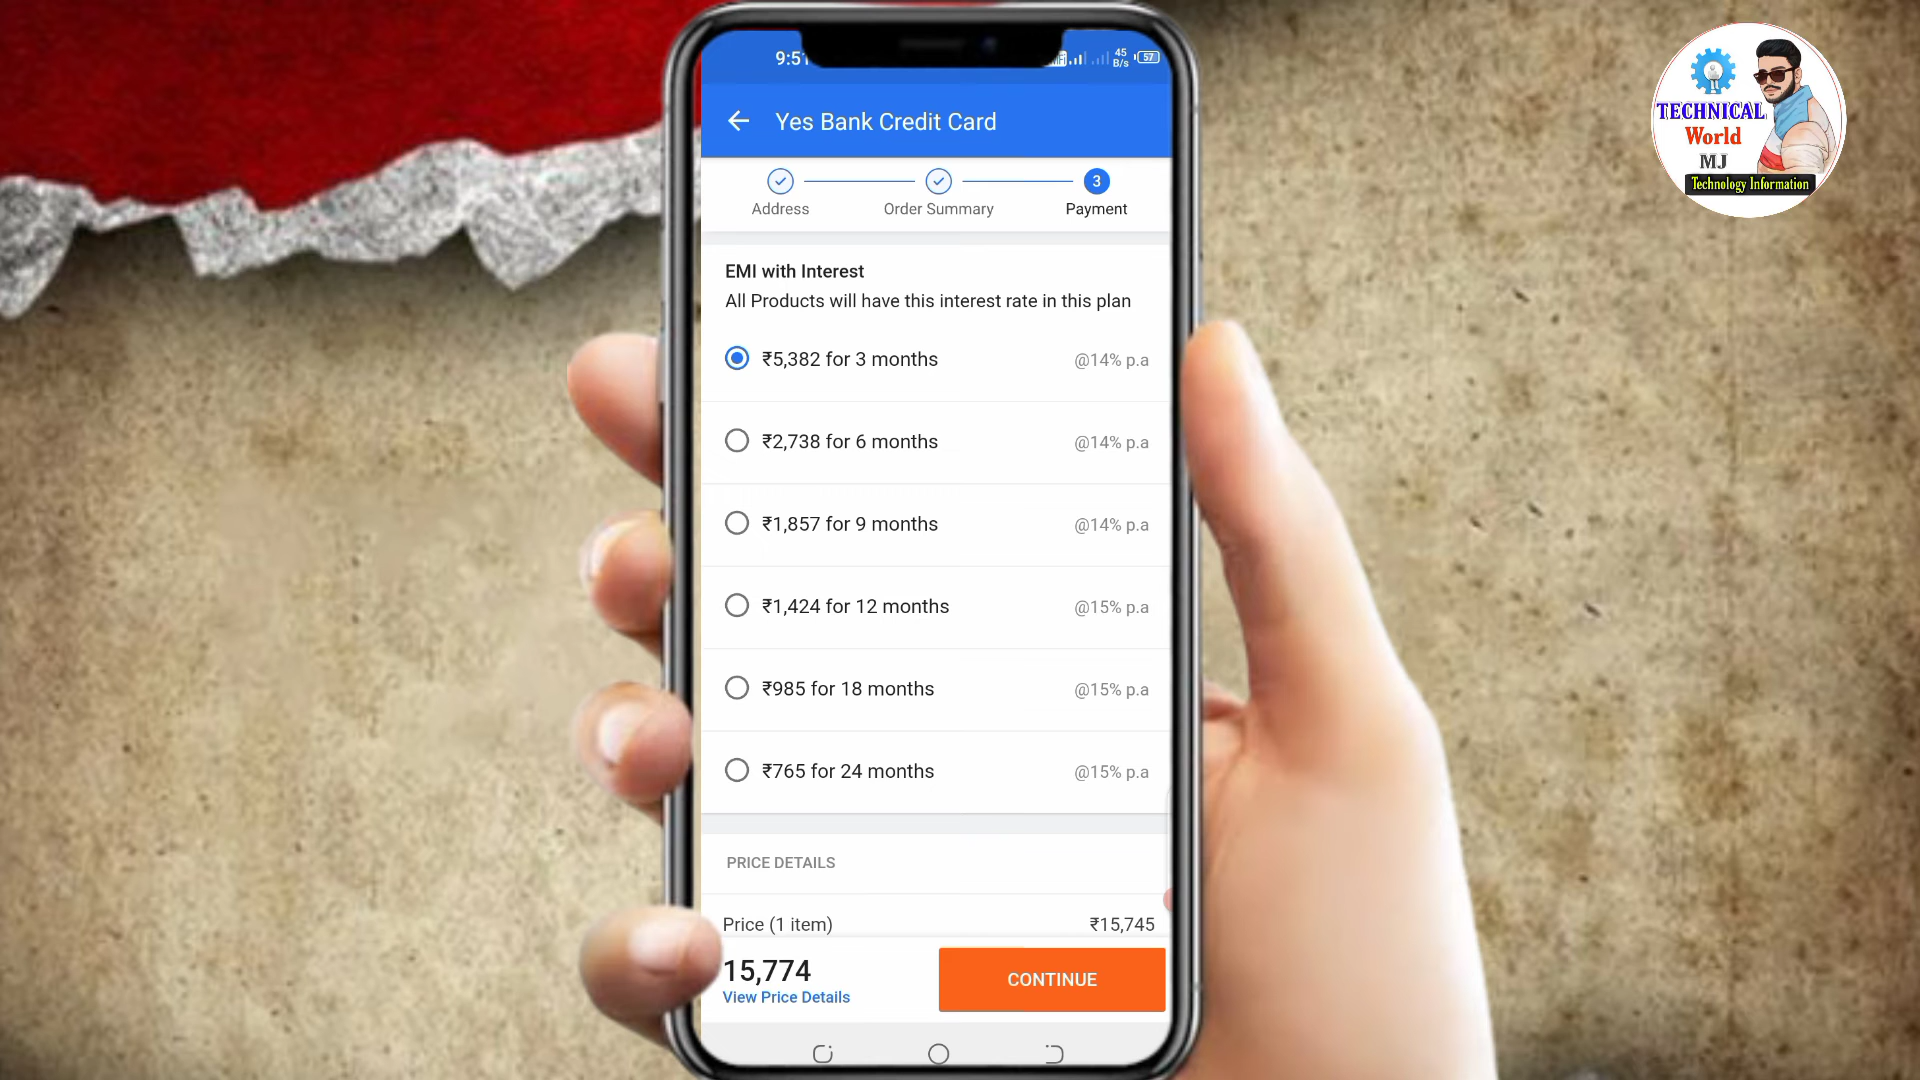 9:51
45
B/s
57
Yes Bank Credit Card
3
Address
Order Summary
Payment
EMI with Interest
All Products will have this interest rate in this plan
₹5,382 for 3 months
@14% p.a
₹2,738 for 6 months
@14% p.a
₹1,857 for 9 months
@14% p.a
₹1,424 for 12 months
@15% p.a
₹985 for 18 months
@15% p.a
₹765 for 24 months
@15% p.a
PRICE DETAILS
Price (1 item)
₹15,745
15,774
View Price Details
CONTINUE
TECHNICAL
World
MJ
Technology Information